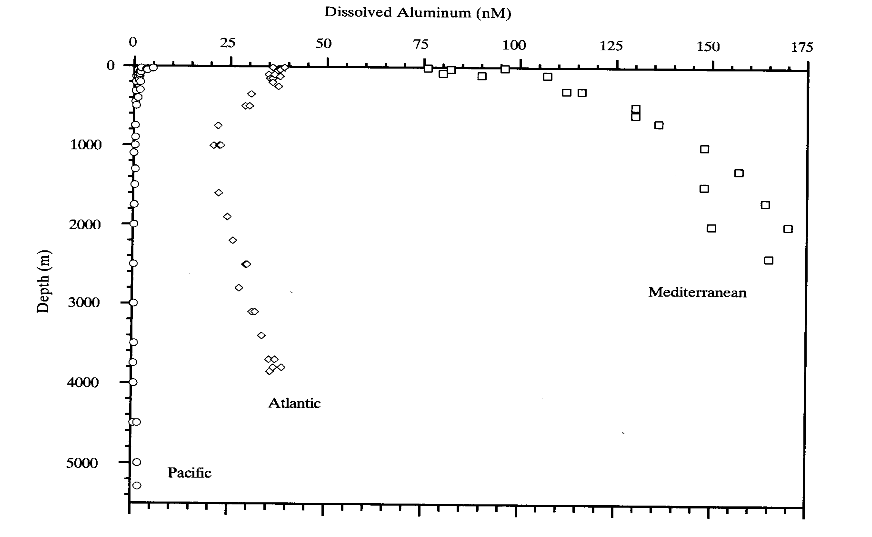 Dissolved Aluminum (nM)
0 25 50 75 100 125 150 175
0
1000
2000
3000
4000
5000
Depth (m)
Mediterranean
Atlantic
Pacific